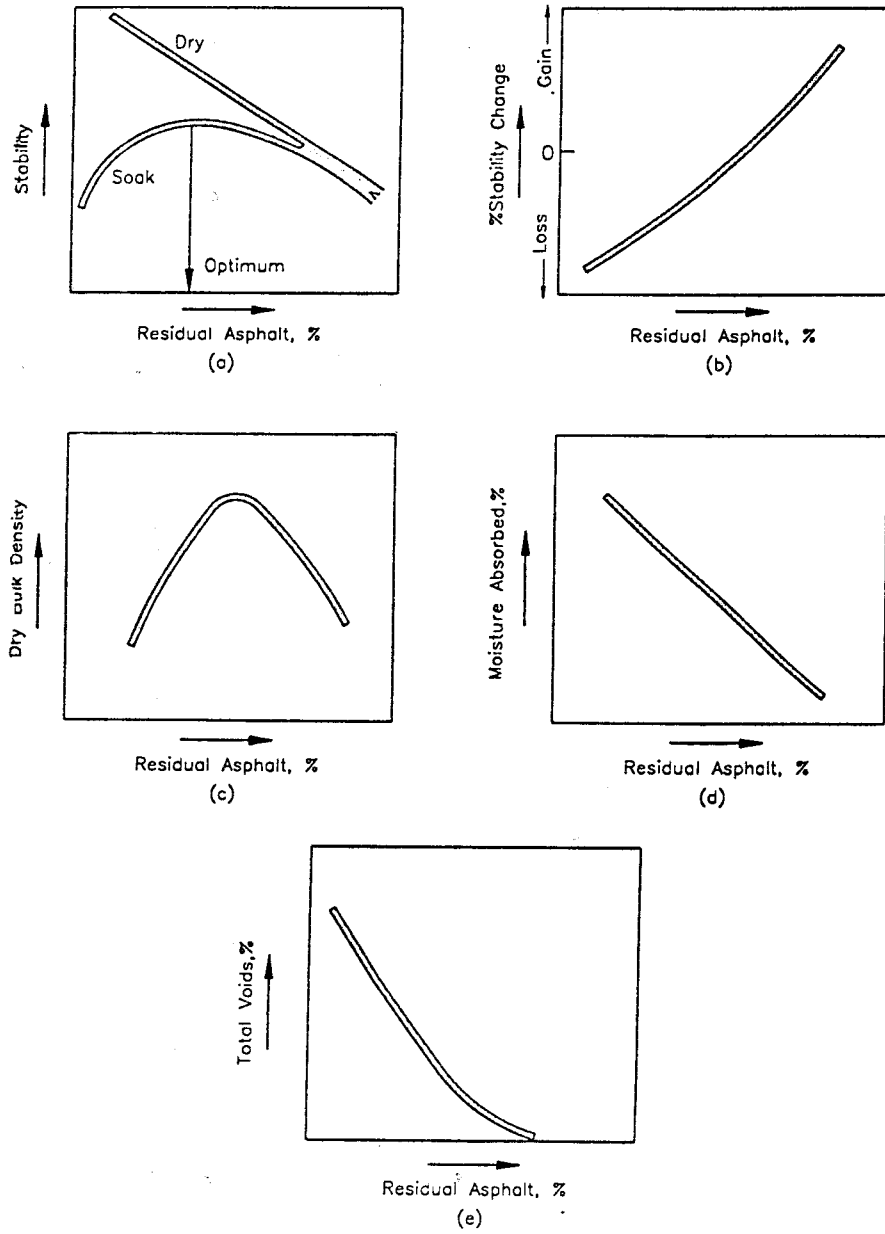 Stability
Dry
Soak
Optimum
Residual Asphalt, %
(a)
%Stability Change
Gain
0
Loss
Residual Asphalt, %
(b)
Dry Bulk Density
Residual Asphalt, %
(c)
Moisture Absorbed,%
Residual Asphalt, %
(d)
Total Voids,%
Residual Asphalt, %
(e)